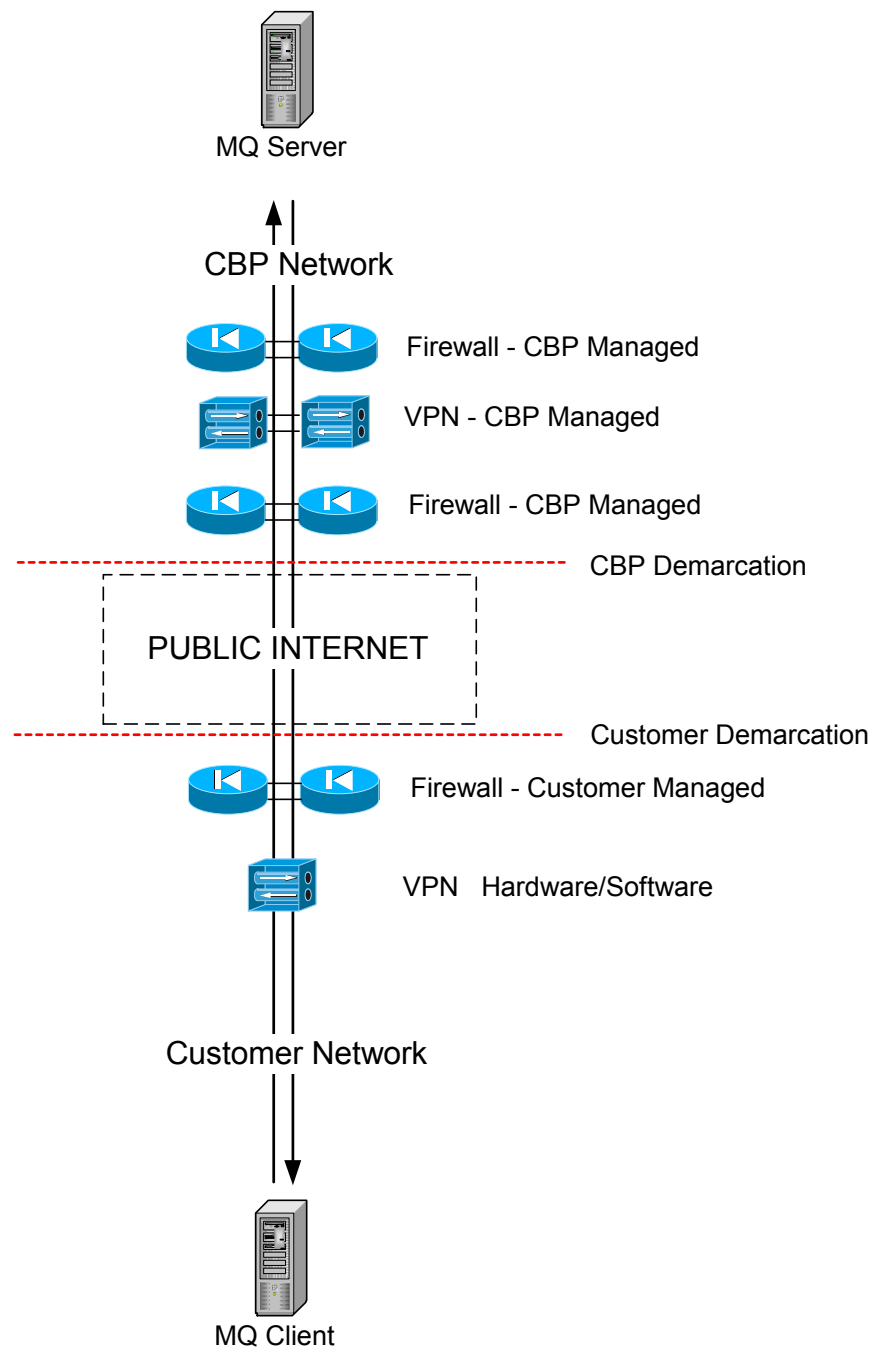 MQ Server
CBP Network
Firewall - CBP Managed
VPN - CBP Managed
Firewall - CBP Managed
CBP Demarcation
PUBLIC INTERNET
Customer Demarcation
Firewall - Customer Managed
VPN Hardware/Software
Customer Network
MQ Client